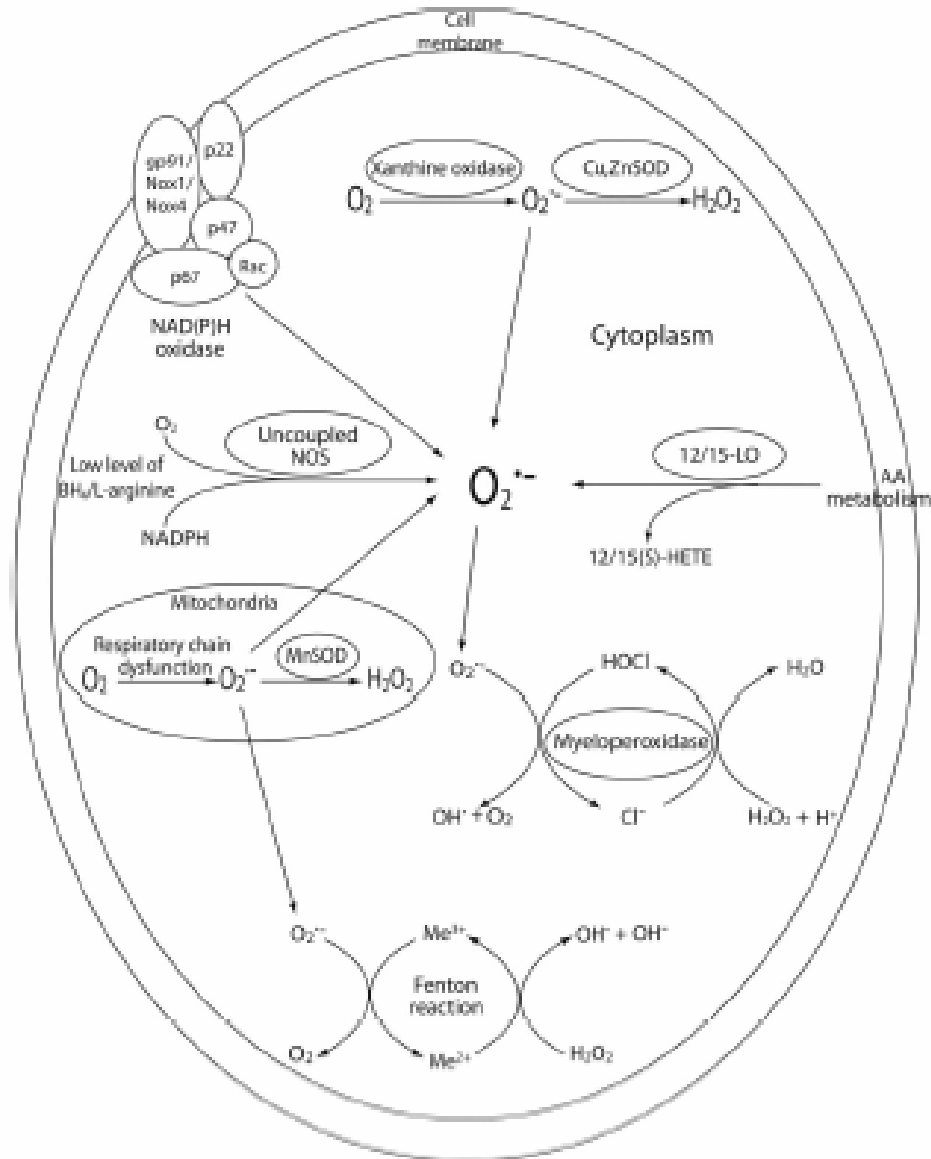 Cell
membrane
gp91/
Nox1/
Nox4
p22
p47
p67
Rac
NAD(P)H
oxidase
Xanthine oxidase
Cu,ZnSOD
O₂
O₂•−
H₂O₂
Cytoplasm
O₂
Uncoupled
NOS
Low level of
BH₄/L-arginine
NADPH
O₂•−
12/15-LO
AA
metabolism
12/15(S)-HETE
Mitochondria
Respiratory chain
dysfunction
MnSOD
O₂
O₂•−
H₂O₂
O₂•−
HOCl
H₂O
Myeloperoxidase
OH• + O₂
Cl⁻
H₂O₂ + H⁺
O₂•−
Me³⁺
OH• + OH⁻
Fenton
reaction
O₂
Me²⁺
H₂O₂